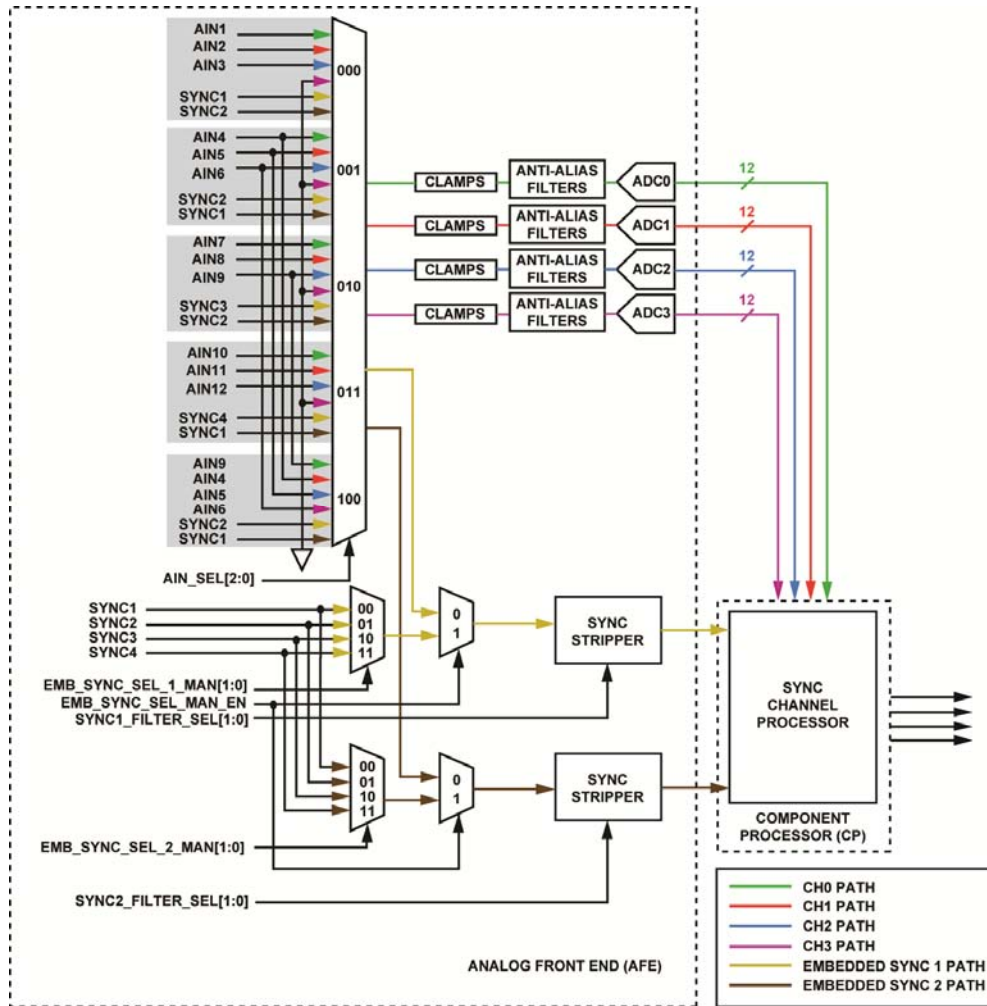 AIN1
AIN2
AIN3
000
SYNC1
SYNC2
AIN4
AIN5
AIN6
001
SYNC2
SYNC1
CLAMPS
ANTI-ALIAS
FILTERS
ADC0
12
CLAMPS
ANTI-ALIAS
FILTERS
ADC1
12
CLAMPS
ANTI-ALIAS
FILTERS
ADC2
12
CLAMPS
ANTI-ALIAS
FILTERS
ADC3
12
AIN7
AIN8
AIN9
010
SYNC3
SYNC2
AIN10
AIN11
AIN12
011
SYNC4
SYNC1
AIN9
AIN4
AIN5
AIN6
100
SYNC2
SYNC1
AIN_SEL[2:0]
SYNC1
SYNC2
SYNC3
SYNC4
00
01
10
11
0
1
SYNC
STRIPPER
EMB_SYNC_SEL_1_MAN[1:0]
EMB_SYNC_SEL_MAN_EN
SYNC1_FILTER_SEL[1:0]
00
01
10
11
0
1
SYNC
STRIPPER
EMB_SYNC_SEL_2_MAN[1:0]
SYNC2_FILTER_SEL[1:0]
SYNC
CHANNEL
PROCESSOR
COMPONENT
PROCESSOR (CP)
ANALOG FRONT END (AFE)
CH0 PATH
CH1 PATH
CH2 PATH
CH3 PATH
EMBEDDED SYNC 1 PATH
EMBEDDED SYNC 2 PATH